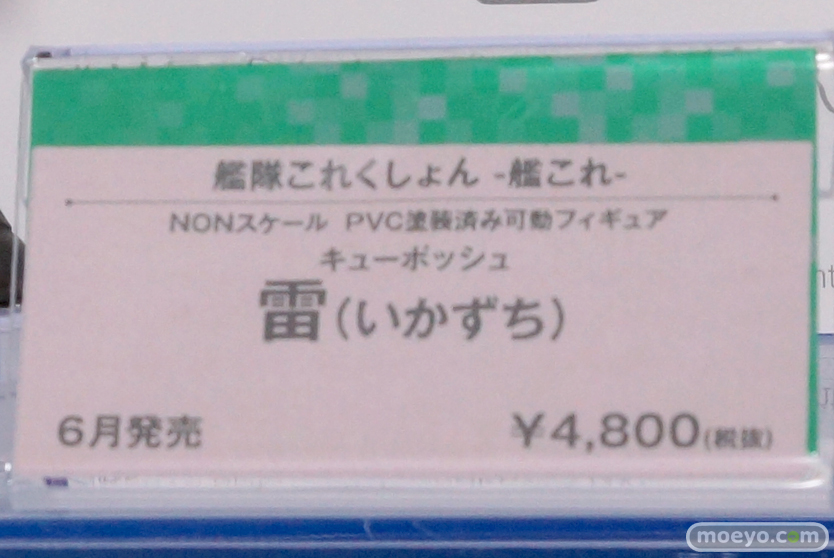 艦隊これくしょん -艦これ-
NONスケール PVC塗装済み可動フィギュア
キューポッシュ
雷(いかずち)
6月発売
¥4,800(税抜)
moeyo.com